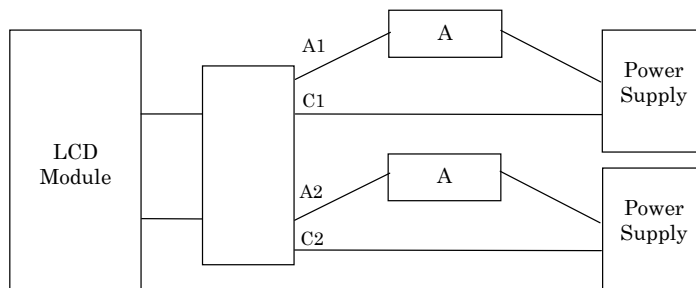 A1
A
C1
Power
Supply
LCD
Module
A2
A
C2
Power
Supply